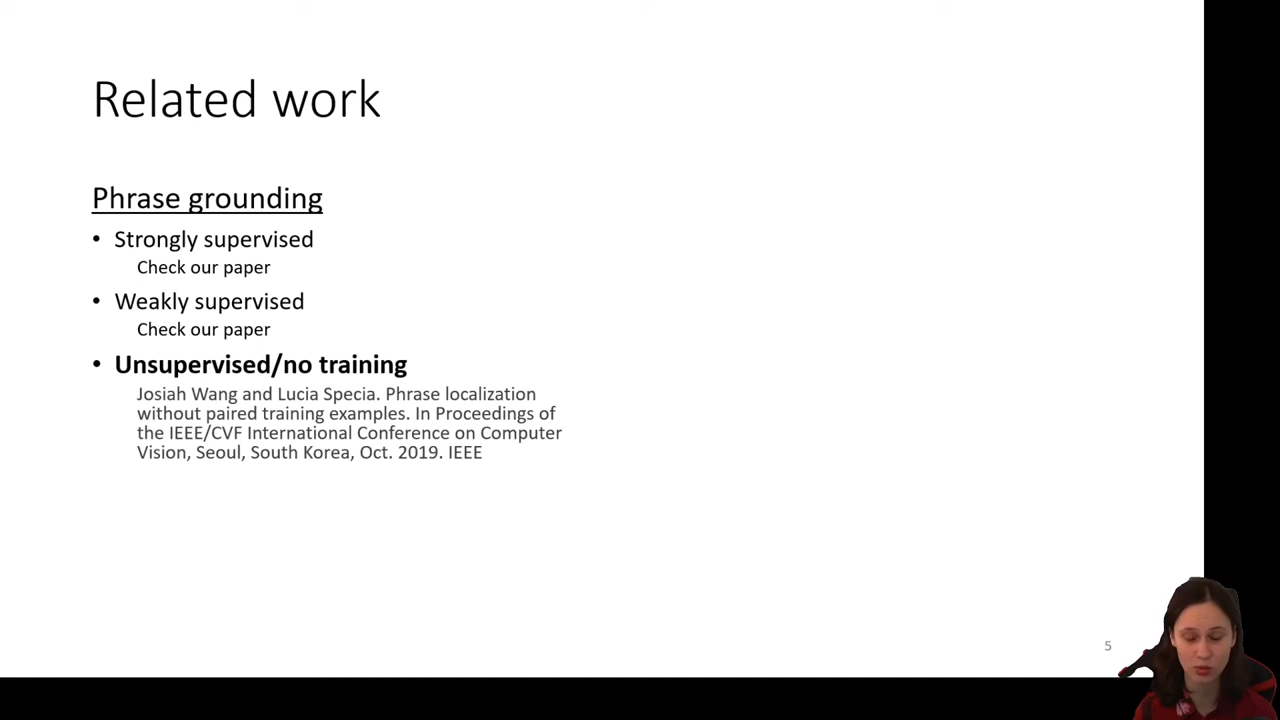 Related work
Phrase grounding
• Strongly supervised
Check our paper
• Weakly supervised
Check our paper
• Unsupervised/no training
Josiah Wang and Lucia Specia. Phrase localization
without paired training examples. In Proceedings of
the IEEE/CVF International Conference on Computer
Vision, Seoul, South Korea, Oct. 2019. IEEE
5